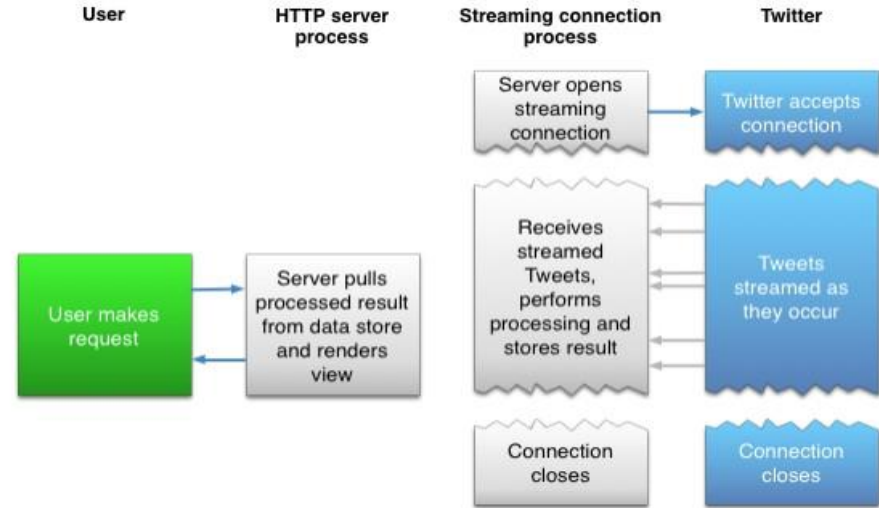 User
HTTP server
process
Streaming connection
process
Twitter
Server opens
streaming
connection
Twitter accepts
connection
User makes
request
Server pulls
processed result
from data store
and renders
view
Receives
streamed
Tweets,
performs
processing and
stores result
Tweets
streamed as
they occur
Connection
closes
Connection
closes